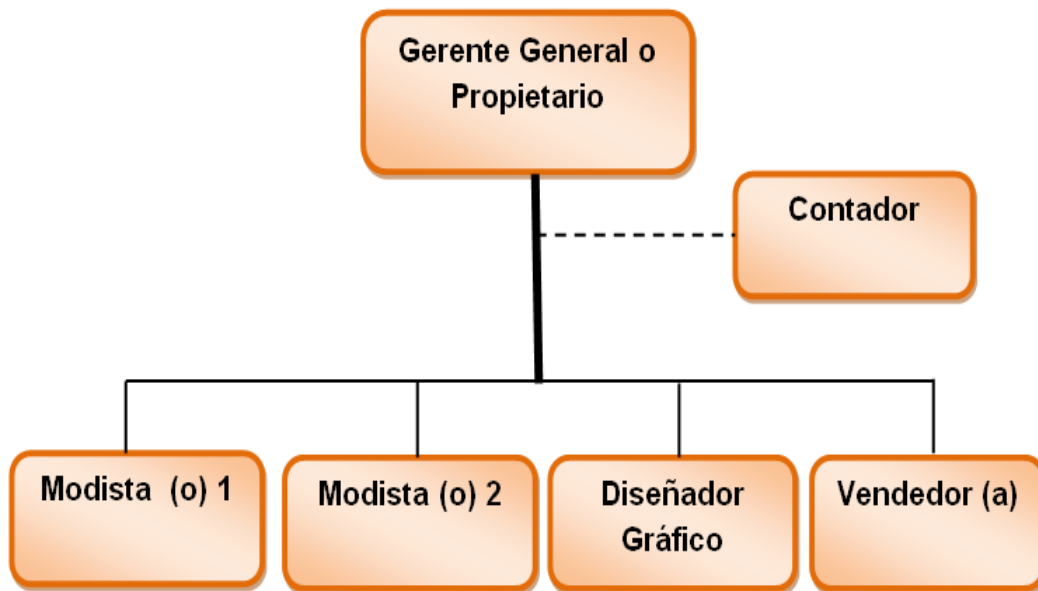 Gerente General o
Propietario
Contador
Modista (o) 1
Modista (o) 2
Diseñador
Gráfico
Vendedor (a)